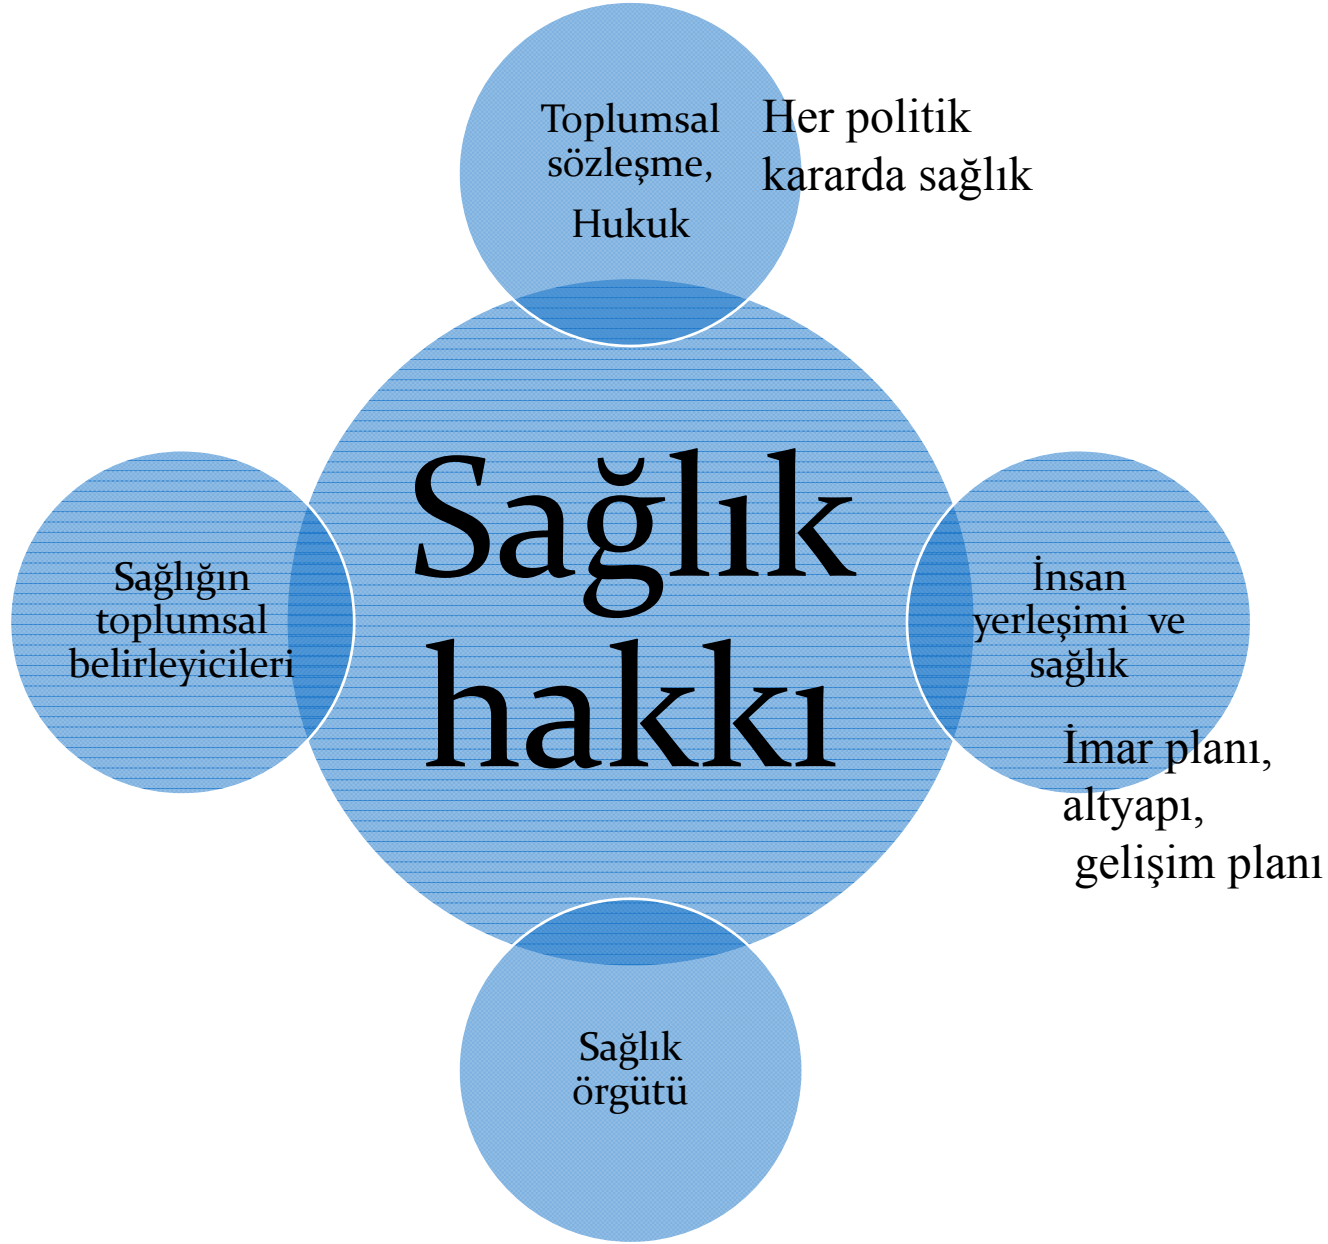 Toplumsal
sözleşme,
Hukuk
Her politik
kararda sağlık
Sağlık
hakkı
Sağlığın
toplumsal
belirleyicileri
İnsan
yerleşimi ve
sağlık
İmar planı,
altyapı,
gelişim planı
Sağlık
örgütü